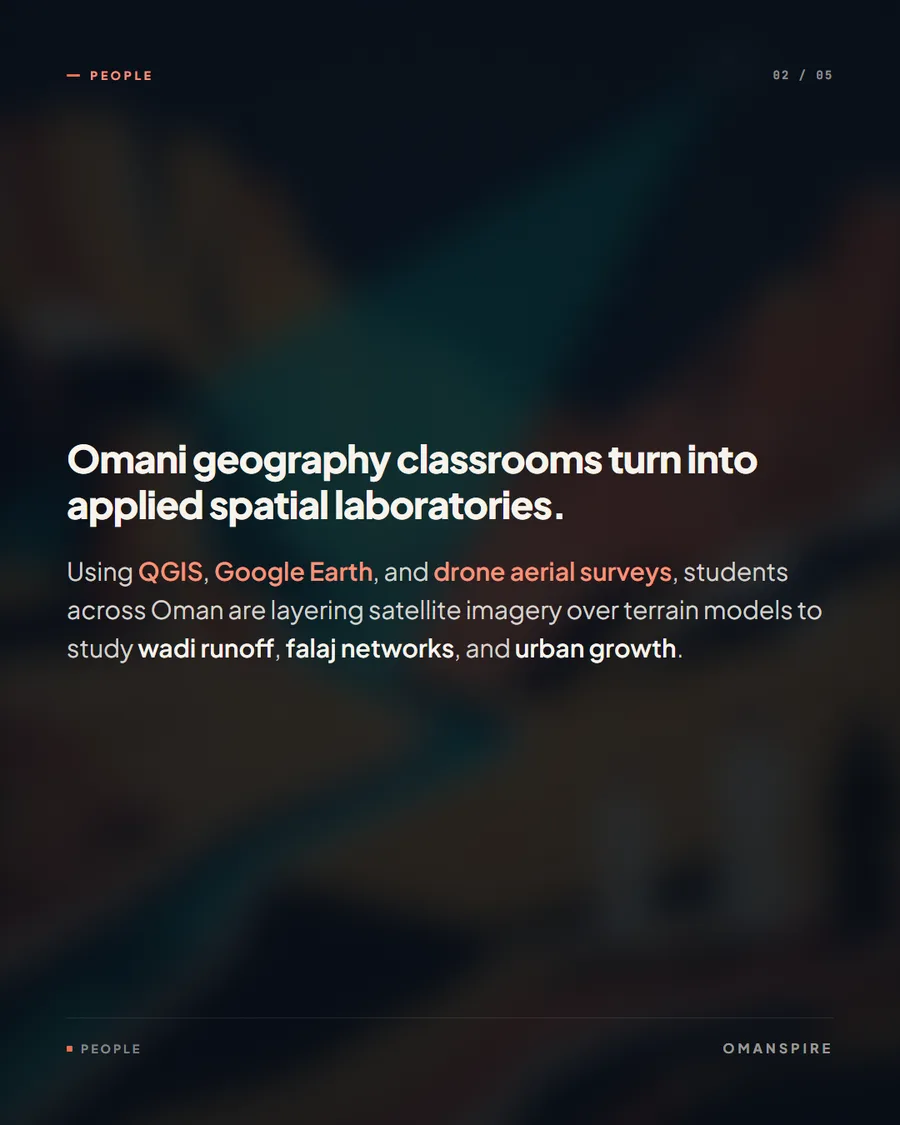 — PEOPLE
02 / 05
Omani geography classrooms turn into
applied spatial laboratories.
Using QGIS, Google Earth, and drone aerial surveys, students
across Oman are layering satellite imagery over terrain models to
study wadi runoff, falaj networks, and urban growth.
PEOPLE
OMANSPIRE